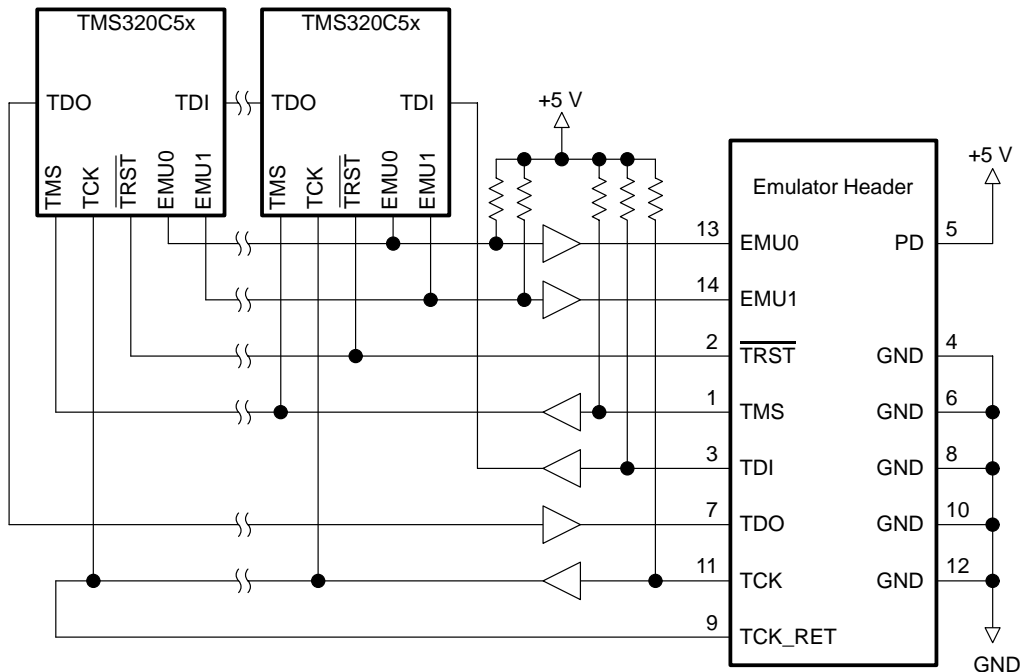 TMS320C5x
TMS320C5x
TDO TDI
TDO TDI
TMS TCK TRST EMU0 EMU1
TMS TCK TRST EMU0 EMU1
+5 V
+5 V
Emulator Header
13 EMU0 PD 5
14 EMU1
2 TRST GND 4
1 TMS GND 6
3 TDI GND 8
7 TDO GND 10
11 TCK GND 12
9 TCK_RET
GND